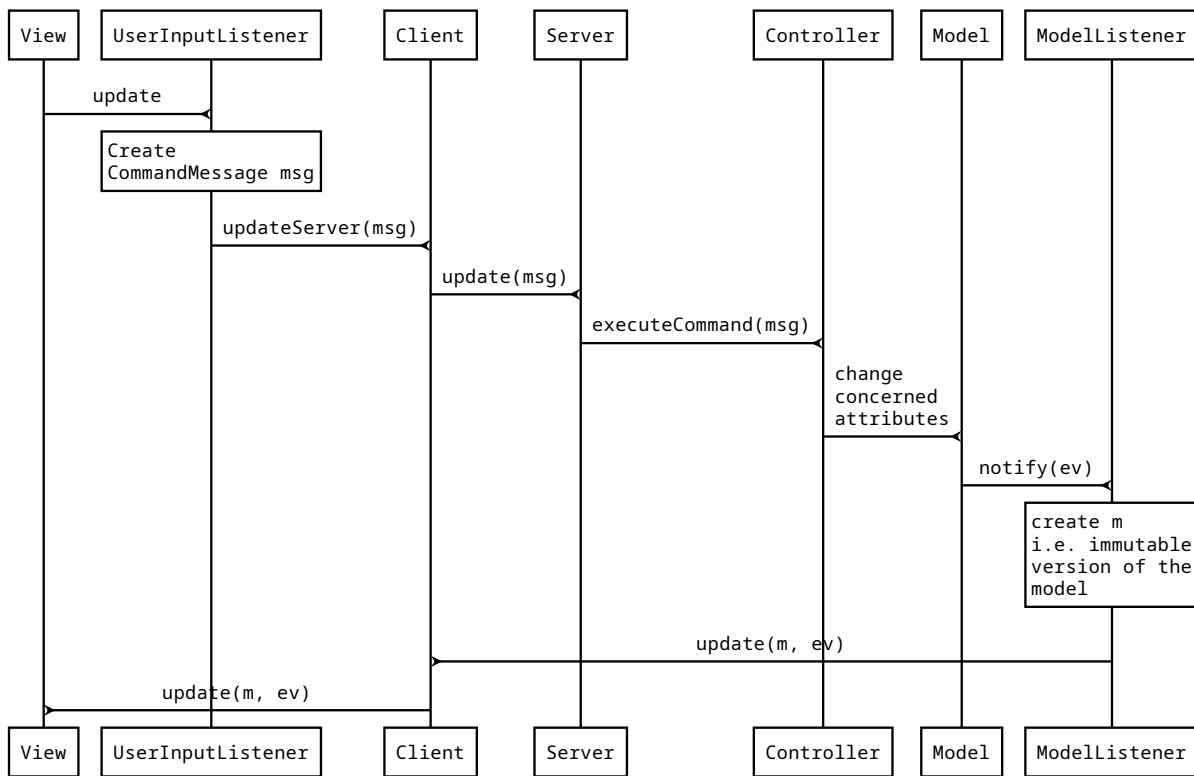 View
UserInputListener
Client
Server
Controller
Model
ModelListener
update
Create
CommandMessage msg
updateServer(msg)
update(msg)
executeCommand(msg)
change
concerned
attributes
notify(ev)
create m
i.e. immutable
version of the
model
update(m, ev)
update(m, ev)
View
UserInputListener
Client
Server
Controller
Model
ModelListener